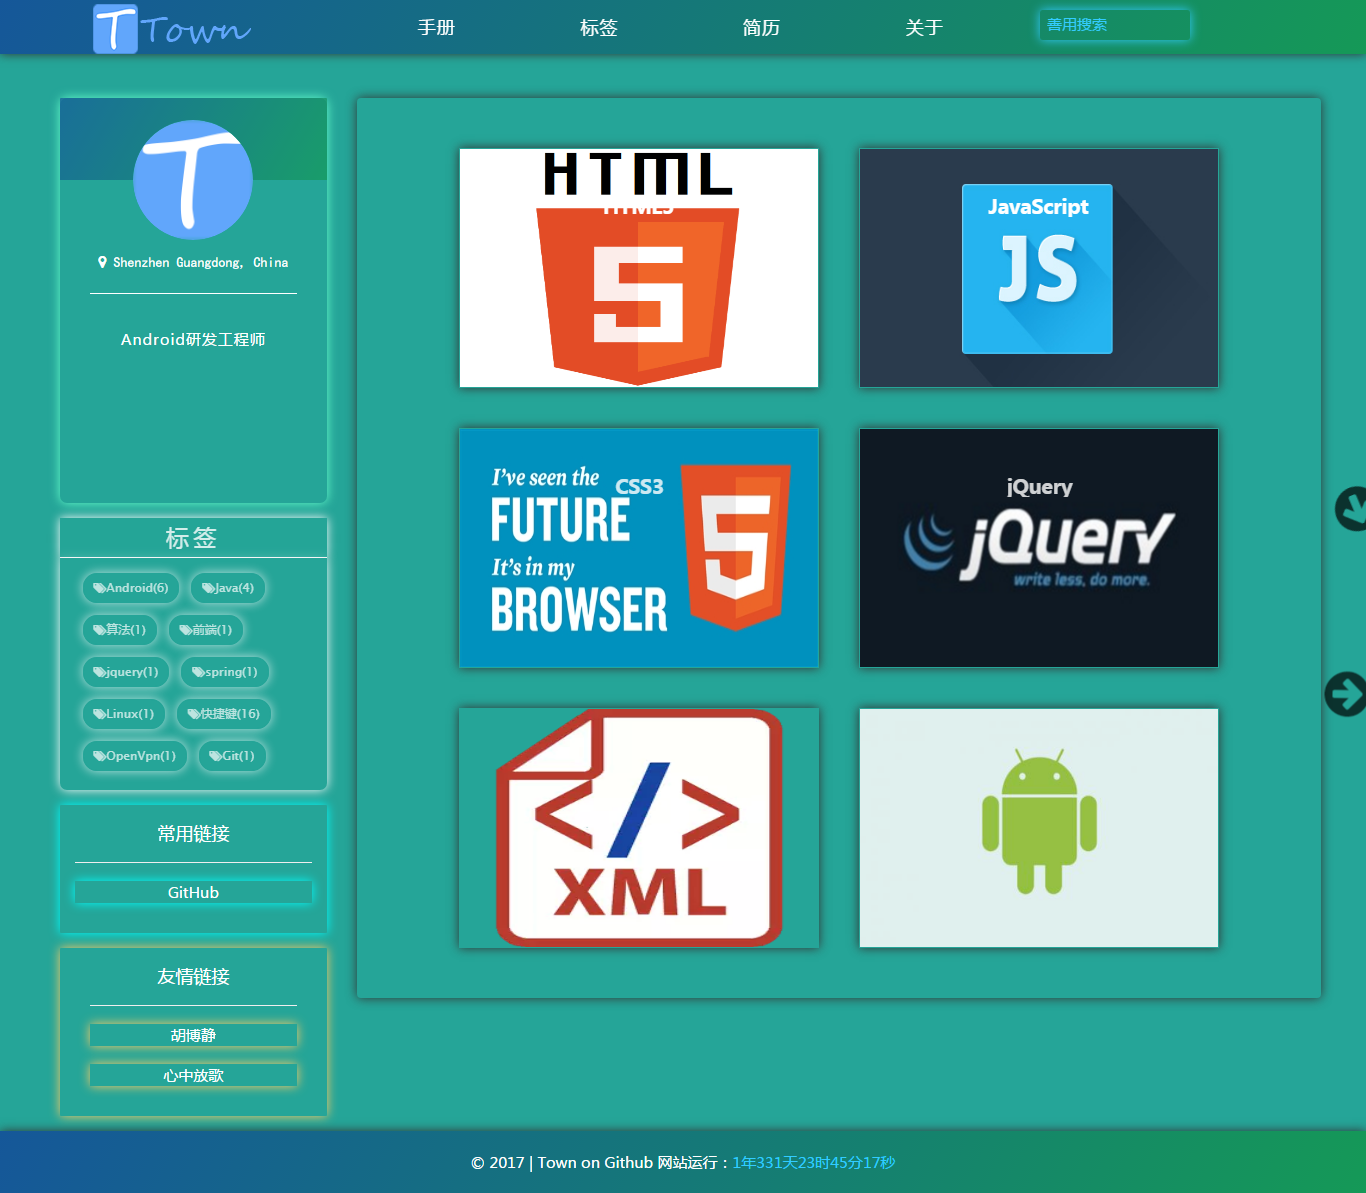 T Town
手册
标签
简历
关于
善用搜索
T
Shenzhen Guangdong, China
Android研发工程师
标签
Android(6)
Java(4)
算法(1)
前端(1)
jquery(1)
spring(1)
Linux(1)
快捷键(16)
OpenVpn(1)
Git(1)
常用链接
GitHub
友情链接
胡博静
心中放歌
HTML
HTML5
5
JavaScript
JS
I've seen the
FUTURE
It's in my
BROWSER
CSS3
5
jQuery
jQuery
write less, do more.
</>
XML
© 2017 | Town on Github 网站运行：1年331天23时45分17秒